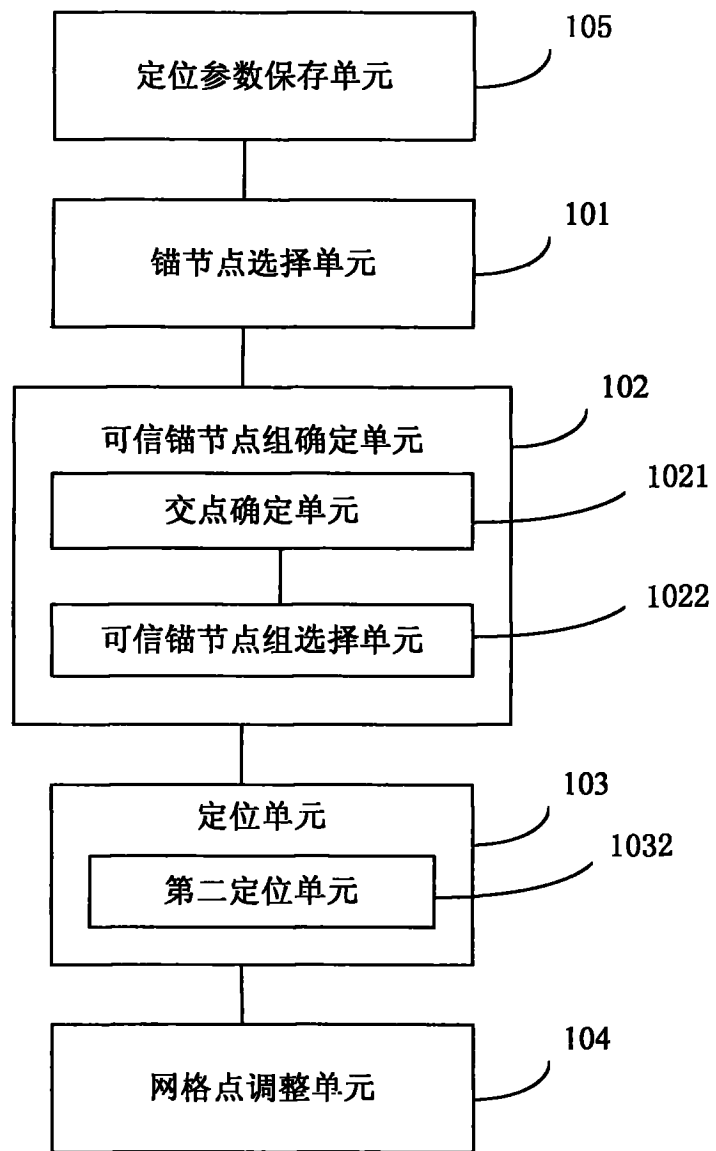 105
定位参数保存单元
101
锚节点选择单元
102
可信锚节点组确定单元
1021
交点确定单元
1022
可信锚节点组选择单元
103
定位单元
1032
第二定位单元
104
网格点调整单元